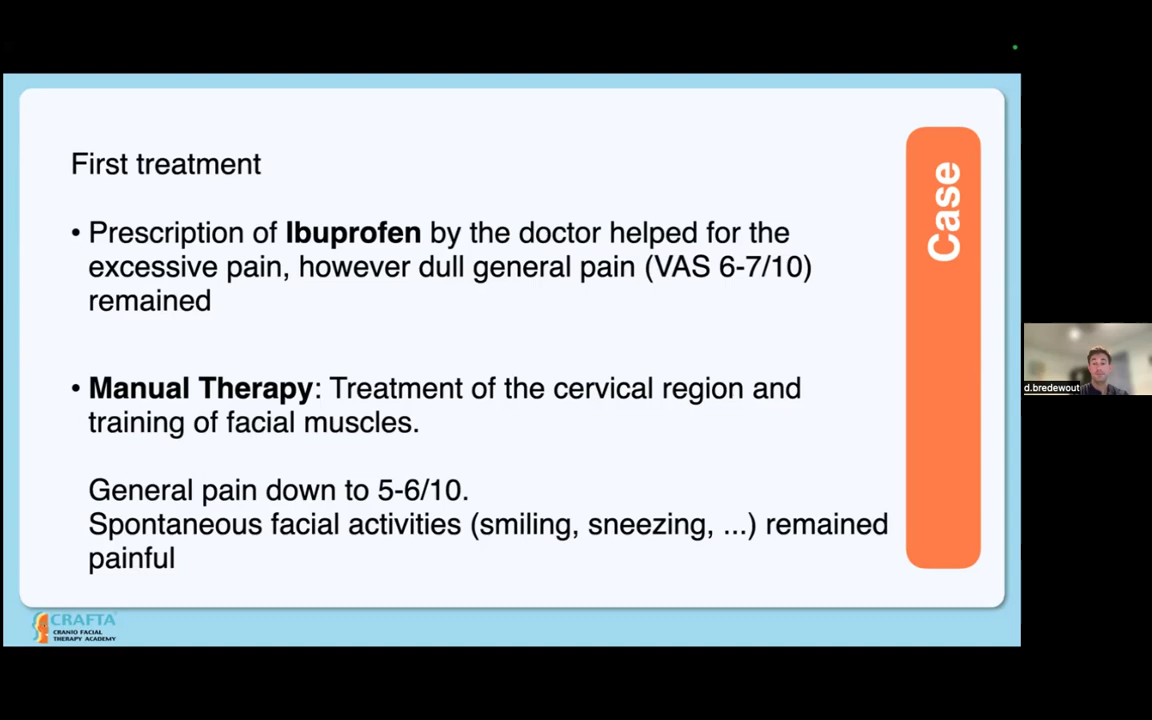 First treatment
• Prescription of Ibuprofen by the doctor helped for the
excessive pain, however dull general pain (VAS 6-7/10)
remained
• Manual Therapy: Treatment of the cervical region and
training of facial muscles.
General pain down to 5-6/10.
Spontaneous facial activities (smiling, sneezing, ...) remained
painful
Case
d.bredewout
CRAFTA
CRANIO FACIAL
THERAPY ACADEMY